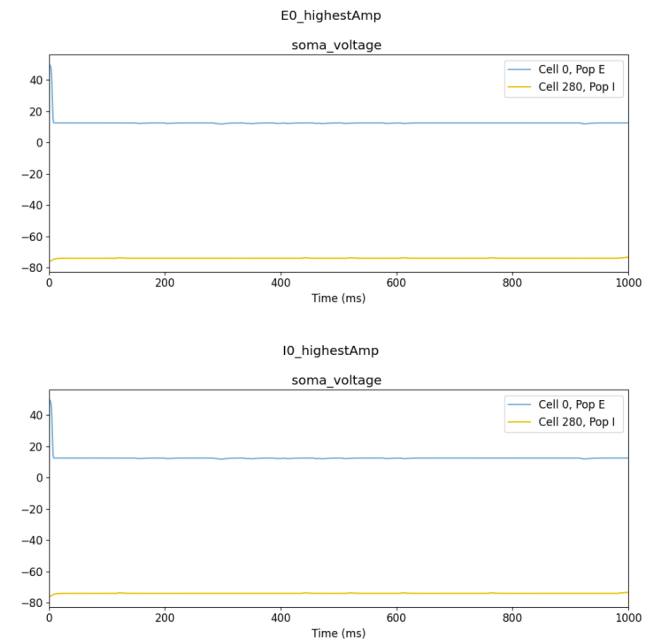 E0_highestAmp
soma_voltage
Cell 0, Pop E
Cell 280, Pop I
40
20
0
−20
−40
−60
−80
0 200 400 600 800 1000
Time (ms)
I0_highestAmp
soma_voltage
Cell 0, Pop E
Cell 280, Pop I
40
20
0
−20
−40
−60
−80
0 200 400 600 800 1000
Time (ms)